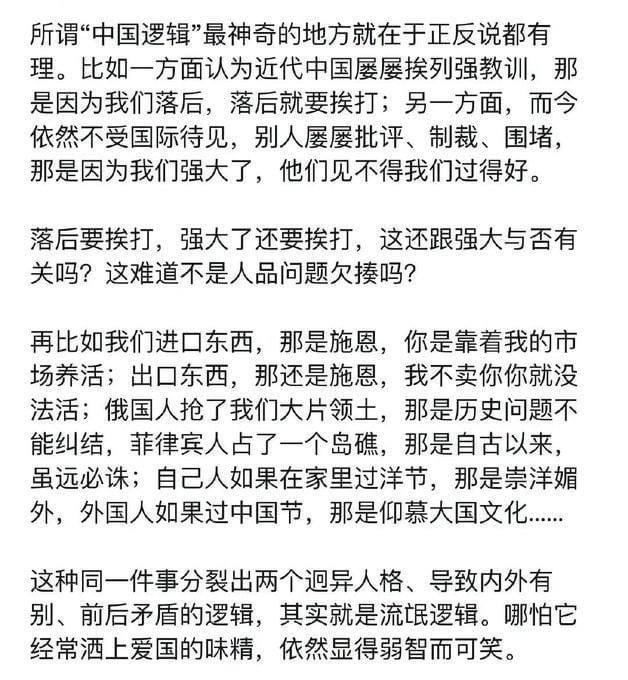 所谓“中国逻辑”最神奇的地方就在于正反说都有
理。比如一方面认为近代中国屡屡挨列强教训，那
是因为我们落后，落后就要挨打；另一方面，而今
依然不受国际待见，别人屡屡批评、制裁、围堵，
那是因为我们强大了，他们见不得我们过得好。
落后要挨打，强大了还要挨打，这还跟强大与否有
关吗？这难道不是人品问题欠揍吗？
再比如我们进口东西，那是施恩，你是靠着我的市
场养活；出口东西，那还是施恩，我不卖你你就没
法活；俄国人抢了我们大片领土，那是历史问题不
能纠结，菲律宾人占了一个岛礁，那是自古以来，
虽远必诛；自己人如果在家里过洋节，那是崇洋媚
外，外国人如果过中国节，那是仰慕大国文化......
这种同一件事分裂出两个迥异人格、导致内外有
别、前后矛盾的逻辑，其实就是流氓逻辑。哪怕它
经常洒上爱国的味精，依然显得弱智而可笑。